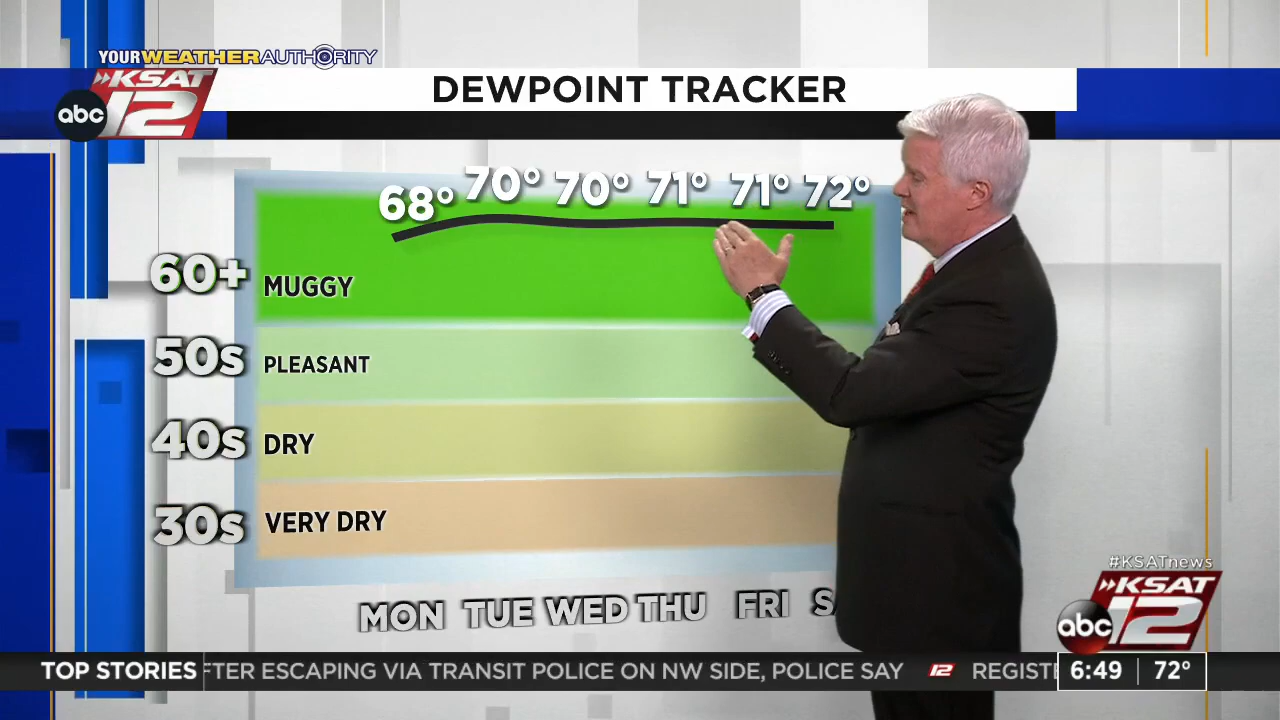 YOUR WEATHER AUTHORITY
KSAT
abc 12
DEWPOINT TRACKER
68° 70° 70° 71° 71° 72°
60+ MUGGY
50s PLEASANT
40s DRY
30s VERY DRY
MON TUE WED THU FRI
#KSATnews
KSAT
abc 12
TOP STORIES FTER ESCAPING VIA TRANSIT POLICE ON NW SIDE, POLICE SAY 12 REGIST 6:49 72°